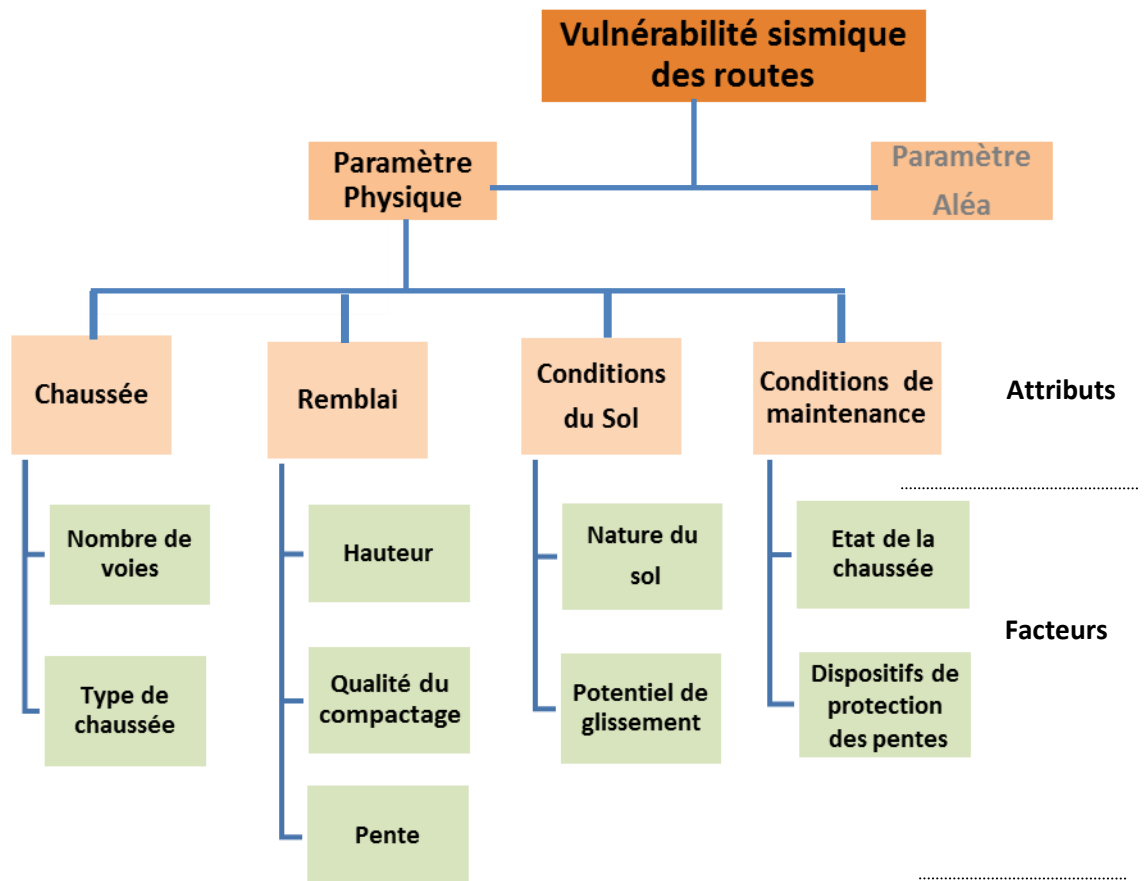 Vulnérabilité sismique
des routes
Paramètre
Physique
Paramètre
Aléa
Chaussée
Remblai
Conditions
du Sol
Conditions de
maintenance
Attributs
Nombre de
voies
Hauteur
Nature du
sol
Etat de la
chaussée
Facteurs
Type de
chaussée
Qualité du
compactage
Potentiel de
glissement
Dispositifs de
protection
des pentes
Pente